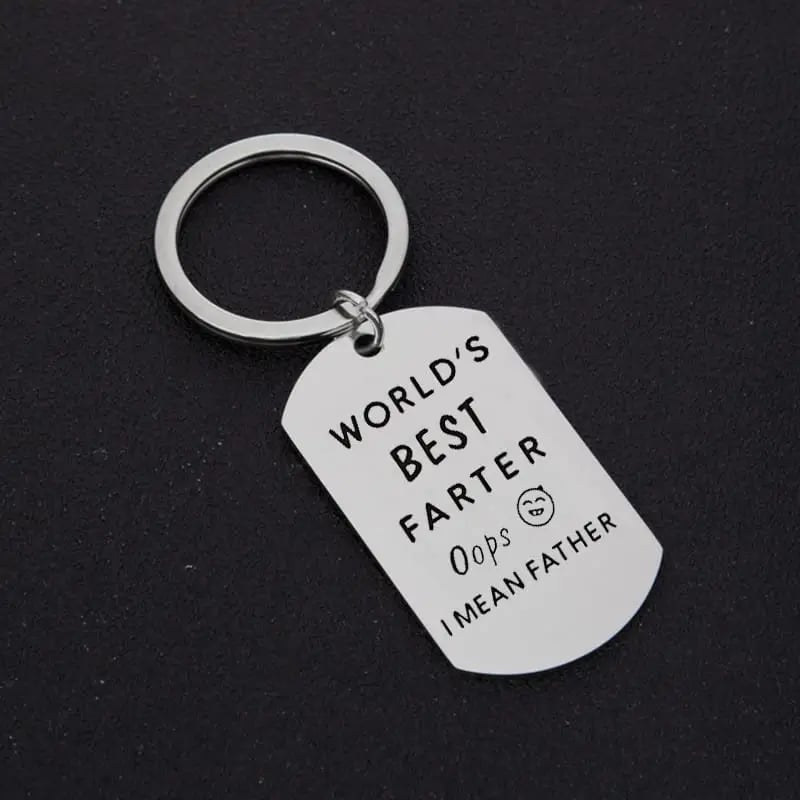 WORLD'S
BEST
FARTER
Oops
I MEAN FATHER